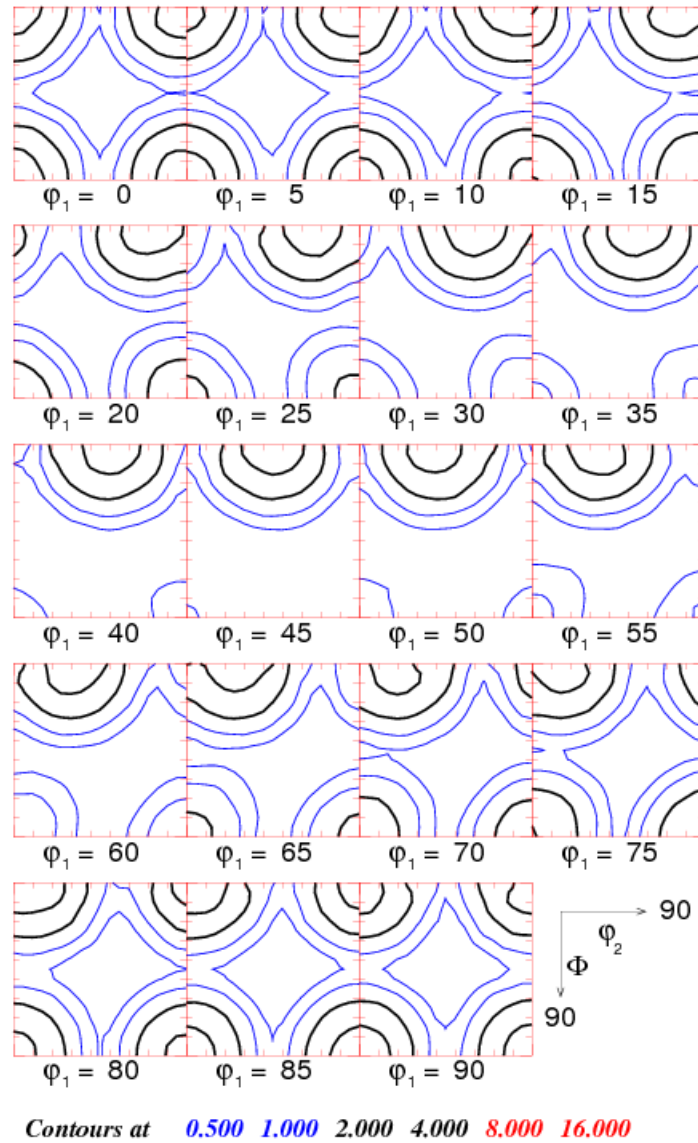 φ1 = 0 φ1 = 5 φ1 = 10 φ1 = 15
φ1 = 20 φ1 = 25 φ1 = 30 φ1 = 35
φ1 = 40 φ1 = 45 φ1 = 50 φ1 = 55
φ1 = 60 φ1 = 65 φ1 = 70 φ1 = 75
90
φ2
Φ
90
φ1 = 80 φ1 = 85 φ1 = 90
Contours at 0.500 1.000 2.000 4.000 8.000 16.000